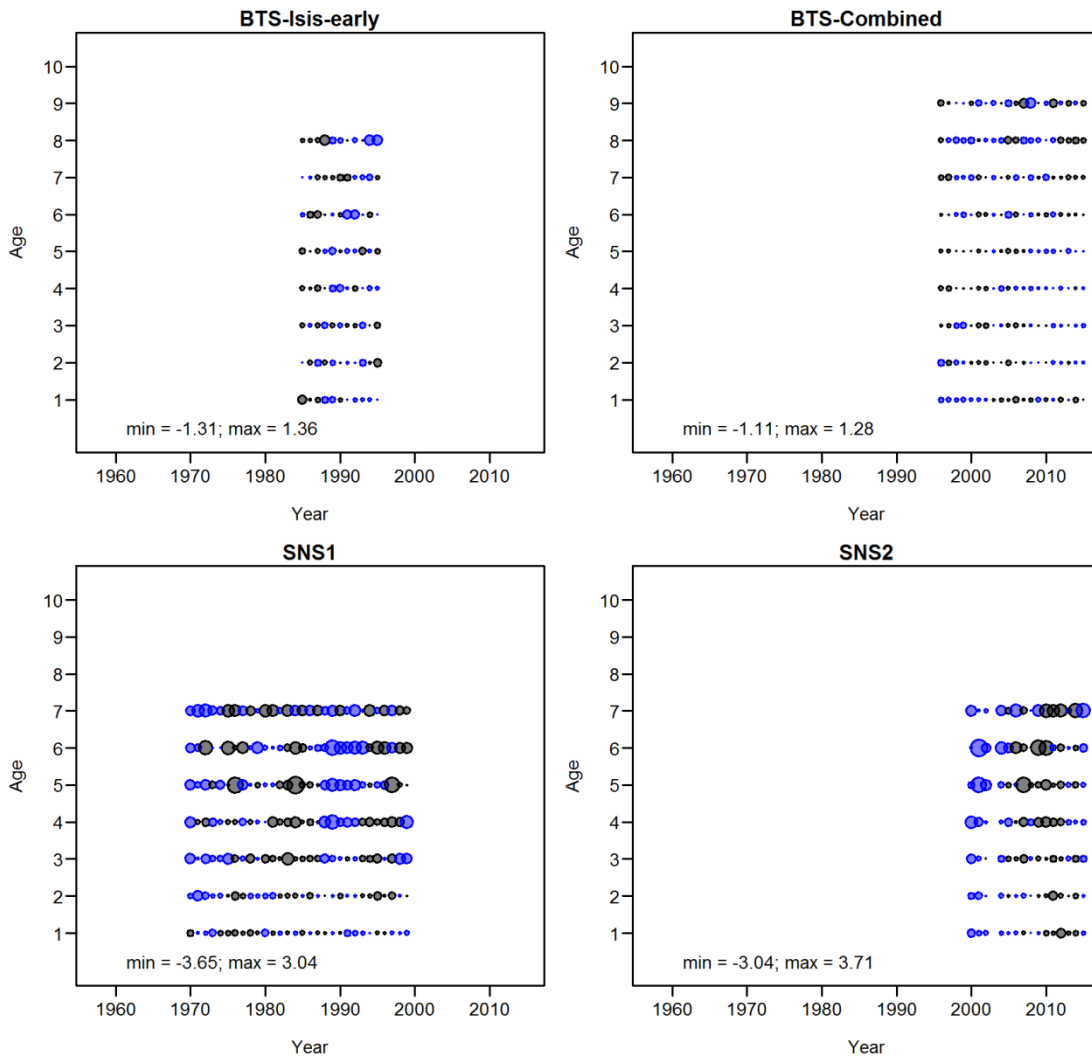 BTS-Isis-early
10
9
8
7
6
5
4
3
2
1
Age
min = -1.31; max = 1.36
1960 1970 1980 1990 2000 2010
Year
BTS-Combined
10
9
8
7
6
5
4
3
2
1
Age
min = -1.11; max = 1.28
1960 1970 1980 1990 2000 2010
Year
SNS1
10
9
8
7
6
5
4
3
2
1
Age
min = -3.65; max = 3.04
1960 1970 1980 1990 2000 2010
Year
SNS2
10
9
8
7
6
5
4
3
2
1
Age
min = -3.04; max = 3.71
1960 1970 1980 1990 2000 2010
Year